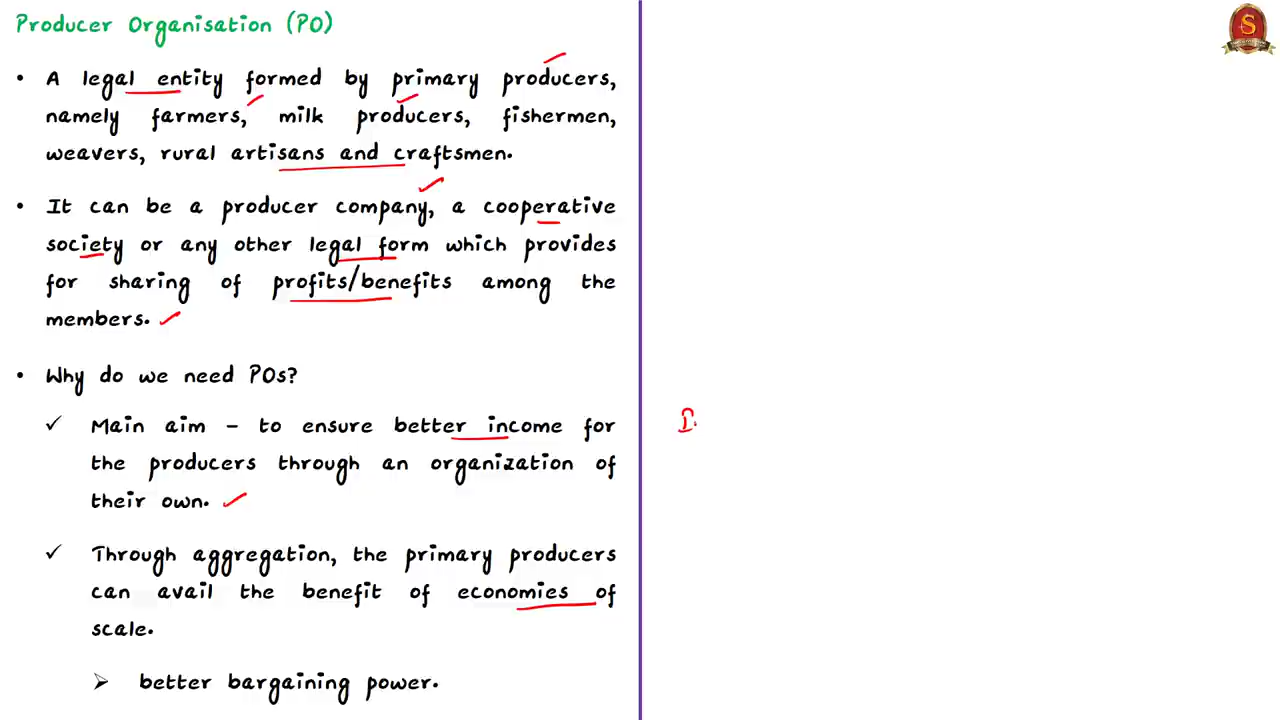 Producer Organisation (PO)
• A legal entity formed by primary producers,
namely farmers, milk producers, fishermen,
weavers, rural artisans and craftsmen.
• It can be a producer company, a cooperative
society or any other legal form which provides
for sharing of profits/benefits among the
members.
• Why do we need POs?
✓ Main aim – to ensure better income for
the producers through an organization of
their own.
✓ Through aggregation, the primary producers
can avail the benefit of economies of
scale.
➢ better bargaining power.
S